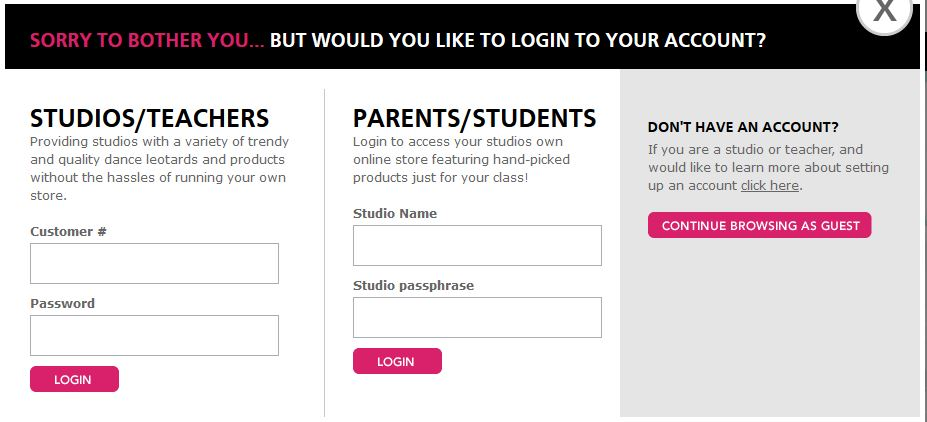 X
SORRY TO BOTHER YOU... BUT WOULD YOU LIKE TO LOGIN TO YOUR ACCOUNT?
STUDIOS/TEACHERS
Providing studios with a variety of trendy
and quality dance leotards and products
without the hassles of running your own
store.
Customer #
Password
LOGIN
PARENTS/STUDENTS
Login to access your studios own
online store featuring hand-picked
products just for your class!
Studio Name
Studio passphrase
LOGIN
DON'T HAVE AN ACCOUNT?
If you are a studio or teacher, and
would like to learn more about setting
up an account click here.
CONTINUE BROWSING AS GUEST